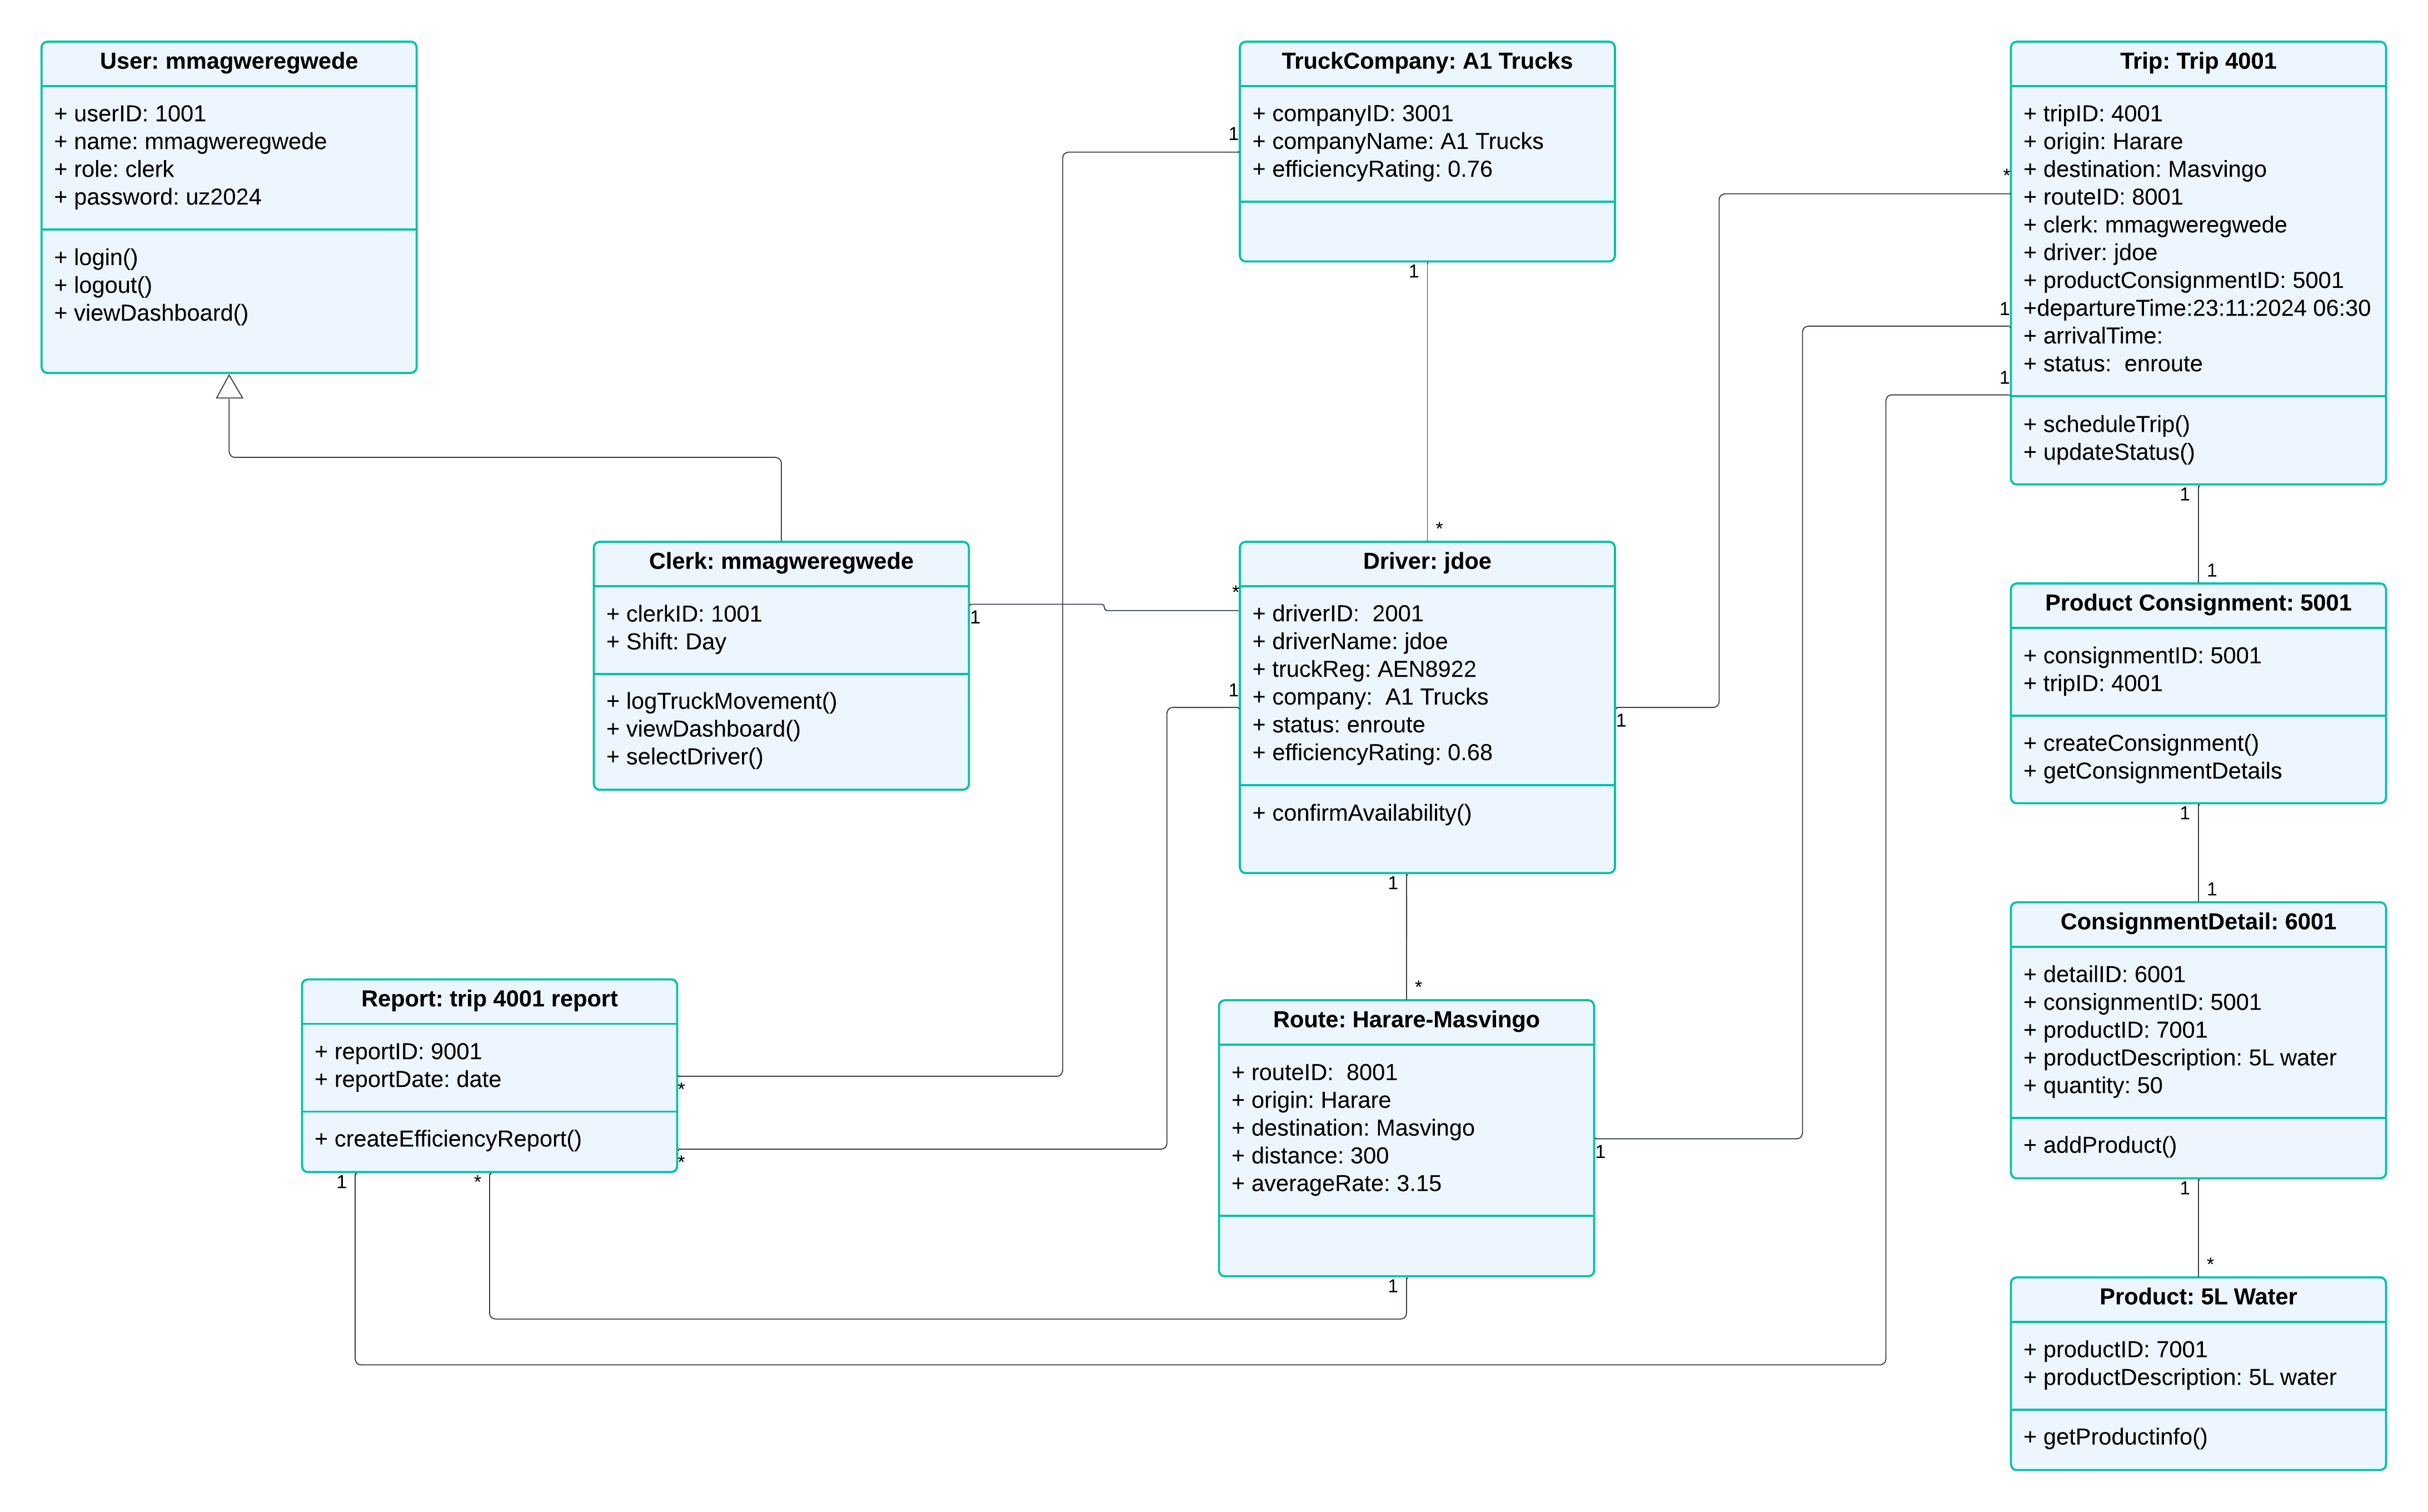 User: mmagweregwede
+ userID: 1001
+ name: mmagweregwede
+ role: clerk
+ password: uz2024
+ login()
+ logout()
+ viewDashboard()
TruckCompany: A1 Trucks
+ companyID: 3001
+ companyName: A1 Trucks
+ efficiencyRating: 0.76
1
1
Trip: Trip 4001
+ tripID: 4001
+ origin: Harare
+ destination: Masvingo
+ routeID: 8001
+ clerk: mmagweregwede
+ driver: jdoe
+ productConsignmentID: 5001
+departureTime:23:11:2024 06:30
+ arrivalTime:
+ status:  enroute
+ scheduleTrip()
+ updateStatus()
*
1
1
1
Clerk: mmagweregwede
+ clerkID: 1001
+ Shift: Day
+ logTruckMovement()
+ viewDashboard()
+ selectDriver()
1
*
*
Driver: jdoe
+ driverID:  2001
+ driverName: jdoe
+ truckReg: AEN8922
+ company:  A1 Trucks
+ status: enroute
+ efficiencyRating: 0.68
+ confirmAvailability()
1
1
1
1
Product Consignment: 5001
+ consignmentID: 5001
+ tripID: 4001
+ createConsignment()
+ getConsignmentDetails
1
1
ConsignmentDetail: 6001
+ detailID: 6001
+ consignmentID: 5001
+ productID: 7001
+ productDescription: 5L water
+ quantity: 50
+ addProduct()
1
Report: trip 4001 report
+ reportID: 9001
+ reportDate: date
+ createEfficiencyReport()
*
*
1
*
*
Route: Harare-Masvingo
+ routeID:  8001
+ origin: Harare
+ destination: Masvingo
+ distance: 300
+ averageRate: 3.15
1
1
*
Product: 5L Water
+ productID: 7001
+ productDescription: 5L water
+ getProductinfo()